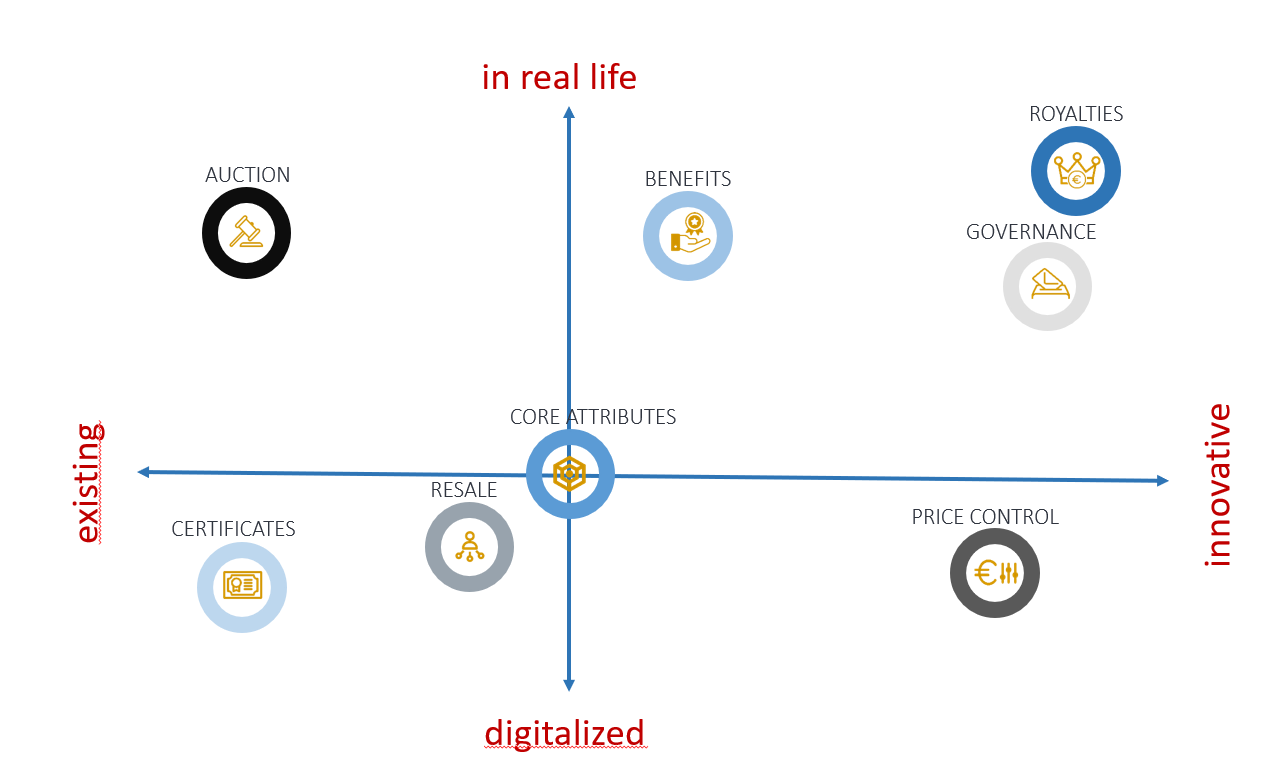 in real life
ROYALTIES
AUCTION
BENEFITS
GOVERNANCE
€
CORE ATTRIBUTES
existing
innovative
RESALE
CERTIFICATES
PRICE CONTROL
€
digitalized